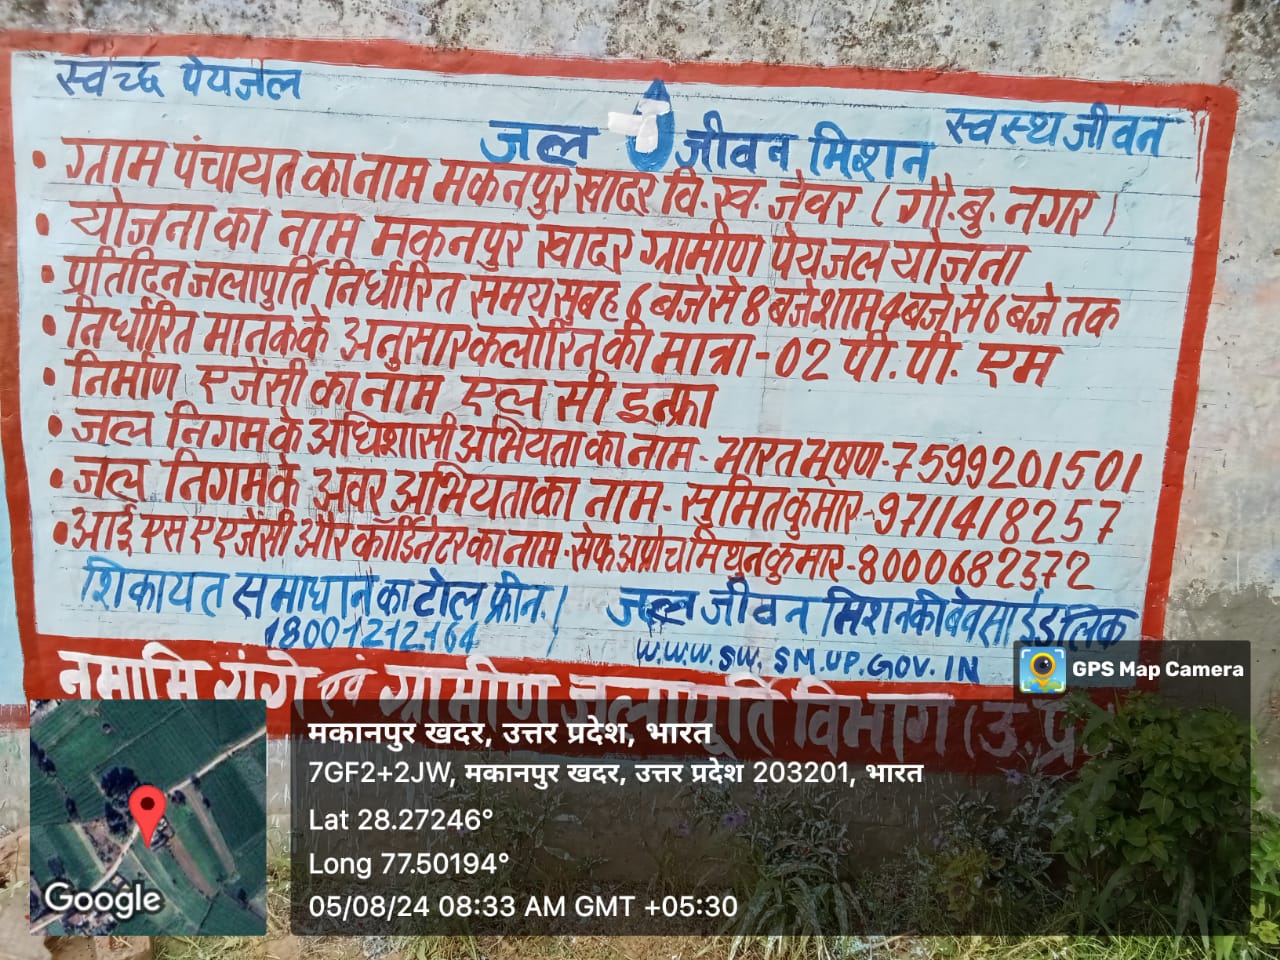 स्वच्छ पेयजल
जल जीवन मिशन
स्वस्थ जीवन
• ग्राम पंचायत का नाम मकनपुर खादर वि. ख. जेवर ( गौ. बु. नगर )
• योजना का नाम मकनपुर खादर ग्रामीण पेयजल योजना
• प्रतिदिन जलापुर्ति निर्धारित समय सुबह 6 बजे से 8 बजे शाम 4 बजे से 6 बजे तक
• निर्धारित मानक के अनुसार कलोरिन की मात्रा - 02 पी. पी. एम
• निर्माण एजेंसी का नाम एल सी इन्फ्रा
• जल निगम के अधिशासी अभियता का नाम - भारत भूषण - 7599201501
• जल निगम के अवर अभियता का नाम - सुमित कुमार - 9711418257
• आई एस ए एजेंसी और कॉर्डिनेटर का नाम - सेफ अप्रोच मिथुन कुमार - 8000682372
शिकायत समाधान का टोल फ्री न. /
18001212164
जल जीवन मिशन की बेवसाईड लिंक
W.W.W. SW. SM. UP. GOV. IN
नमामि गंगे एवं ग्रामीण जलापूर्ति विभाग (उ. प्र.
GPS Map Camera
मकानपुर खदर, उत्तर प्रदेश, भारत
7GF2+2JW, मकानपुर खदर, उत्तर प्रदेश 203201, भारत
Lat 28.27246°
Long 77.50194°
05/08/24 08:33 AM GMT +05:30
Google